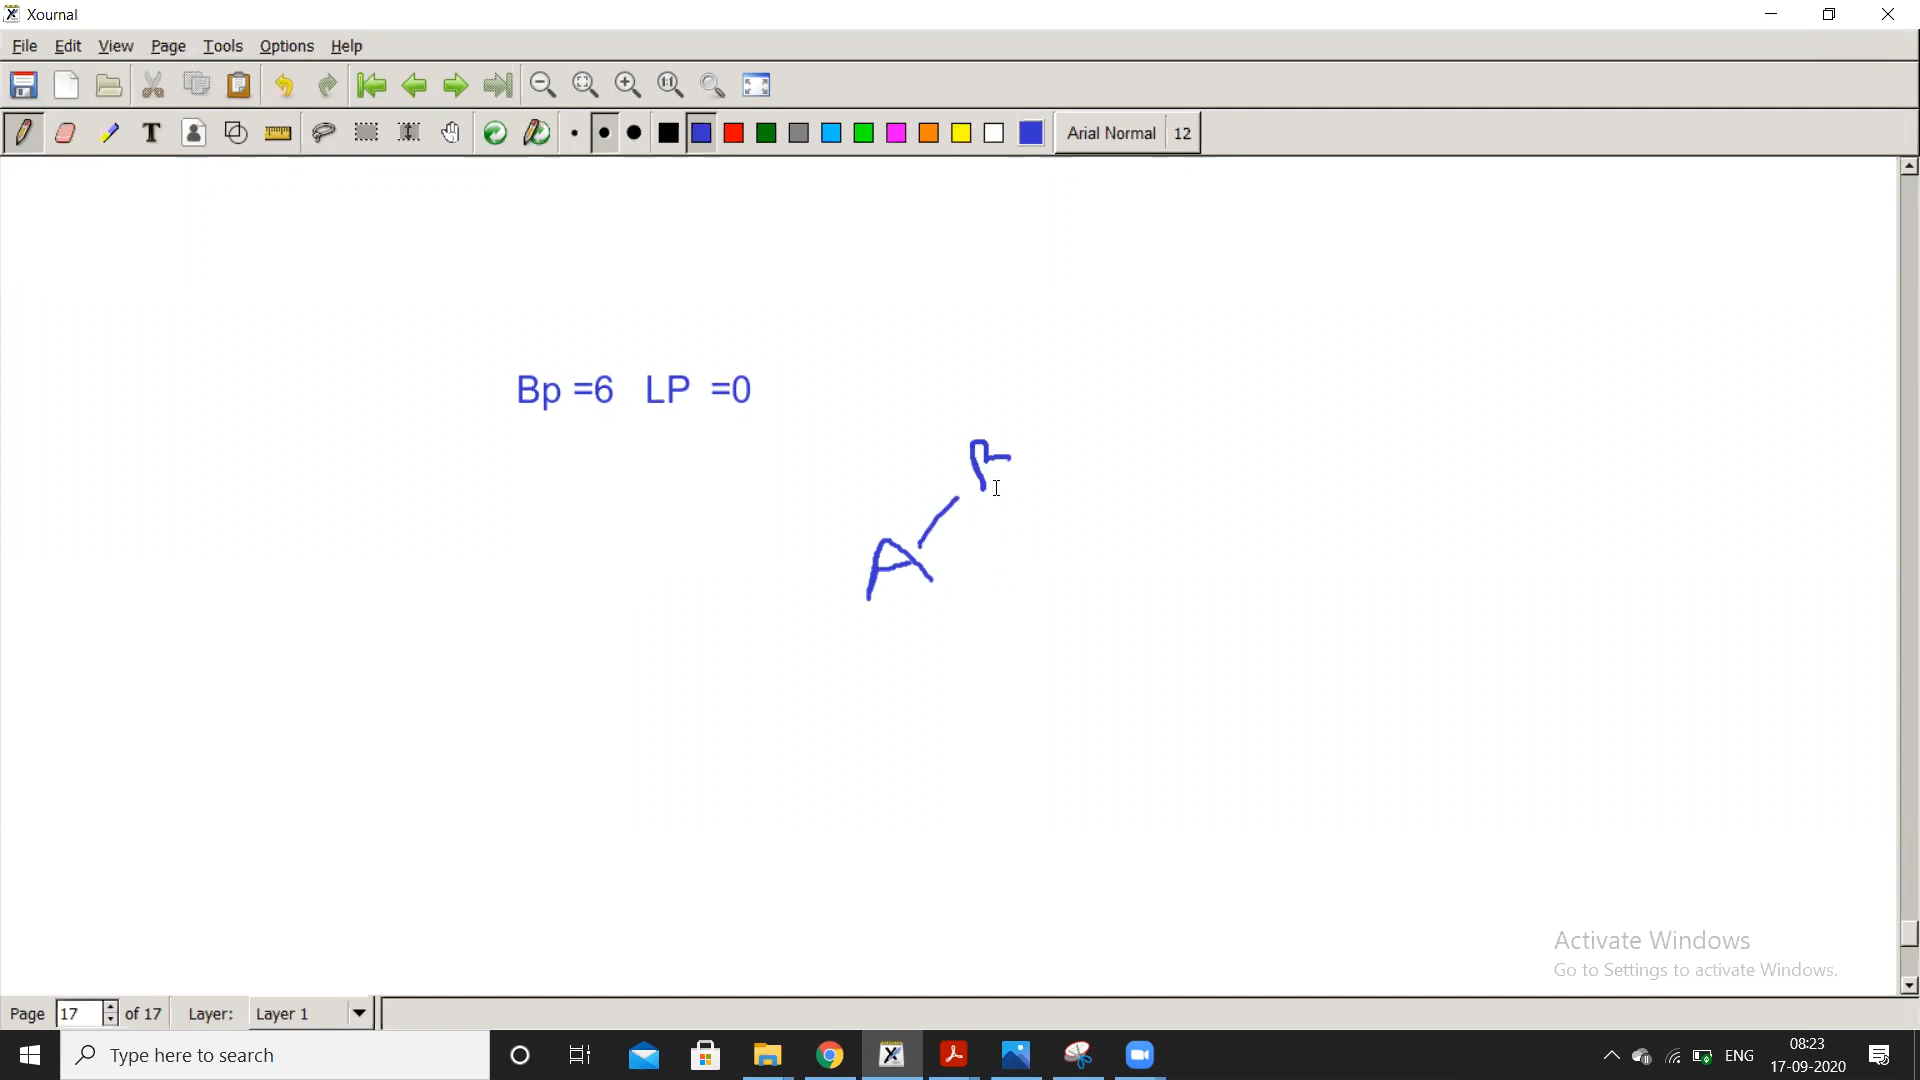 Xournal
File Edit View Page Tools Options Help
T 1:1 Arial Normal 12
Bp =6 LP =0
A
Activate Windows
Go to Settings to activate Windows.
Page 17 of 17 Layer: Layer 1
Type here to search ENG 08:23
17-09-2020